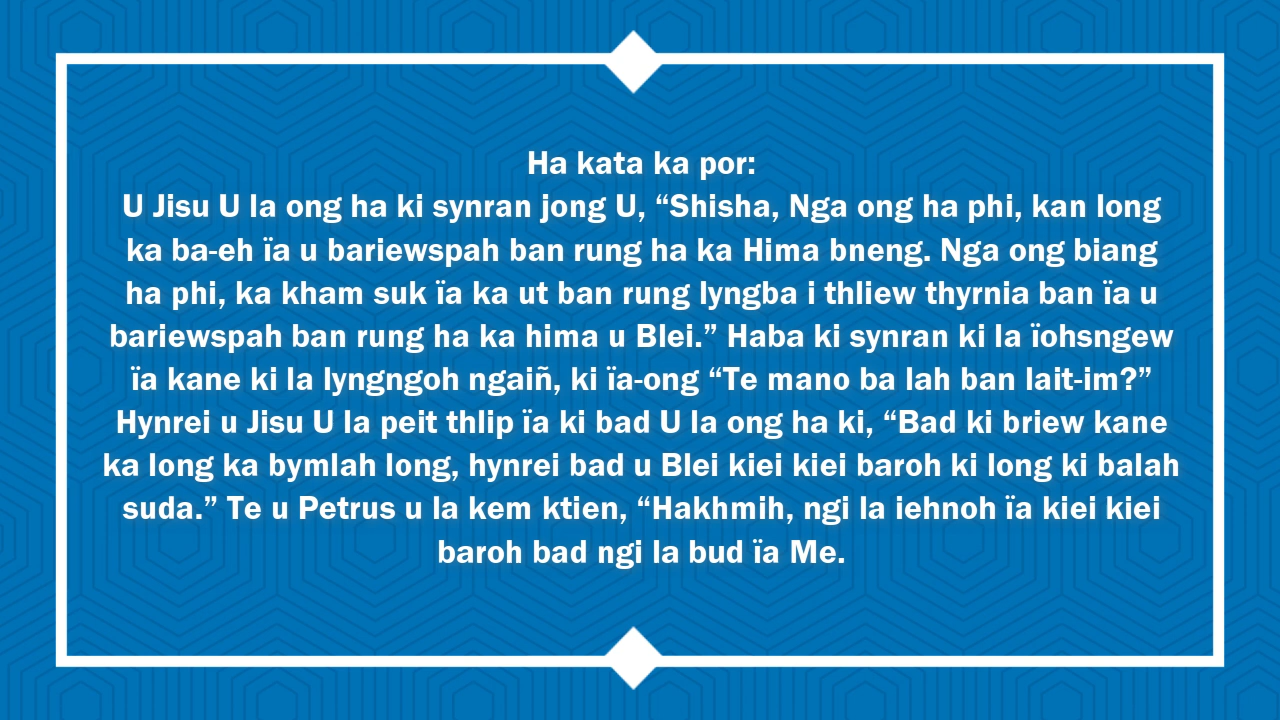 Ha kata ka por:
U Jisu U la ong ha ki synran jong U, “Shisha, Nga ong ha phi, kan long
ka ba-eh ïa u bariewspah ban rung ha ka Hima bneng. Nga ong biang
ha phi, ka kham suk ïa ka ut ban rung lyngba i thliew thyrnia ban ïa u
bariewspah ban rung ha ka hima u Blei.” Haba ki synran ki la ïohsngew
ïa kane ki la lyngngoh ngaiñ, ki ïa-ong “Te mano ba lah ban lait-im?”
Hynrei u Jisu U la peit thlip ïa ki bad U la ong ha ki, “Bad ki briew kane
ka long ka bymlah long, hynrei bad u Blei kiei kiei baroh ki long ki balah
suda.” Te u Petrus u la kem ktien, “Hakhmih, ngi la iehnoh ïa kiei kiei
baroh bad ngi la bud ïa Me.